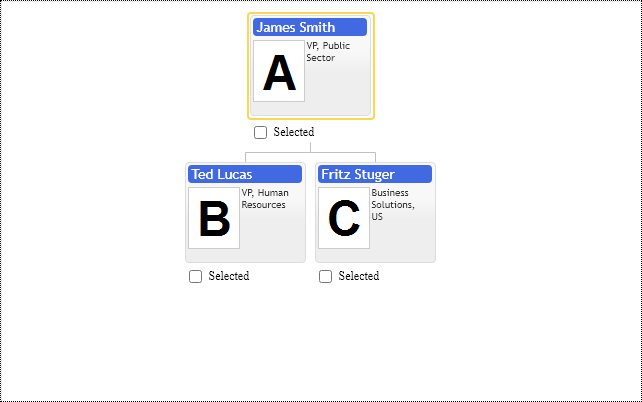 James Smith
A
VP, Public
Sector
Selected
Ted Lucas
B
VP, Human
Resources
Selected
Fritz Stuger
C
Business
Solutions,
US
Selected